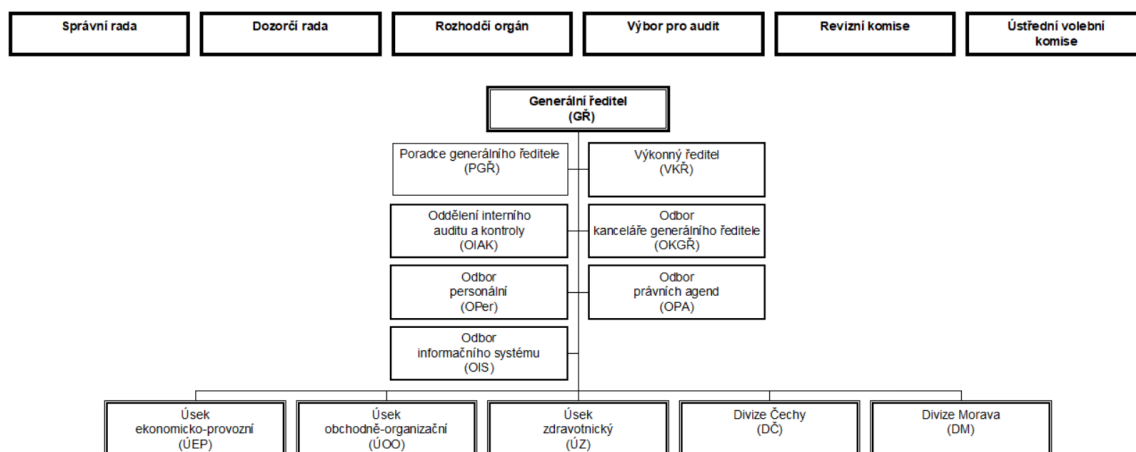 Správní rada
Dozorčí rada
Rozhodčí orgán
Výbor pro audit
Revizní komise
Ústřední volební
komise
Generální ředitel
(GŘ)
Poradce generálního ředitele
(PGŘ)
Výkonný ředitel
(VKŘ)
Oddělení interního
auditu a kontroly
(OIAK)
Odbor
kanceláře generálního ředitele
(OKGŘ)
Odbor
personální
(OPer)
Odbor
právních agend
(OPA)
Odbor
informačního systému
(OIS)
Úsek
ekonomicko-provozní
(ÚEP)
Úsek
obchodně-organizační
(ÚOO)
Úsek
zdravotnický
(ÚZ)
Divize Čechy
(DČ)
Divize Morava
(DM)